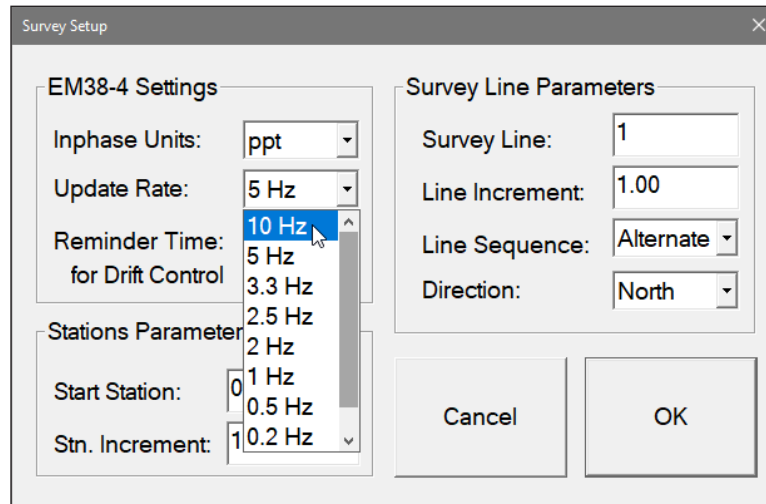 Survey Setup
EM38-4 Settings
Inphase Units: ppt
Update Rate: 5 Hz
10 Hz
5 Hz
3.3 Hz
2.5 Hz
2 Hz
1 Hz
0.5 Hz
0.2 Hz
Reminder Time:
for Drift Control
Stations Parameter
Start Station: 0
Stn. Increment: 1
Survey Line Parameters
Survey Line: 1
Line Increment: 1.00
Line Sequence: Alternate
Direction: North
Cancel
OK